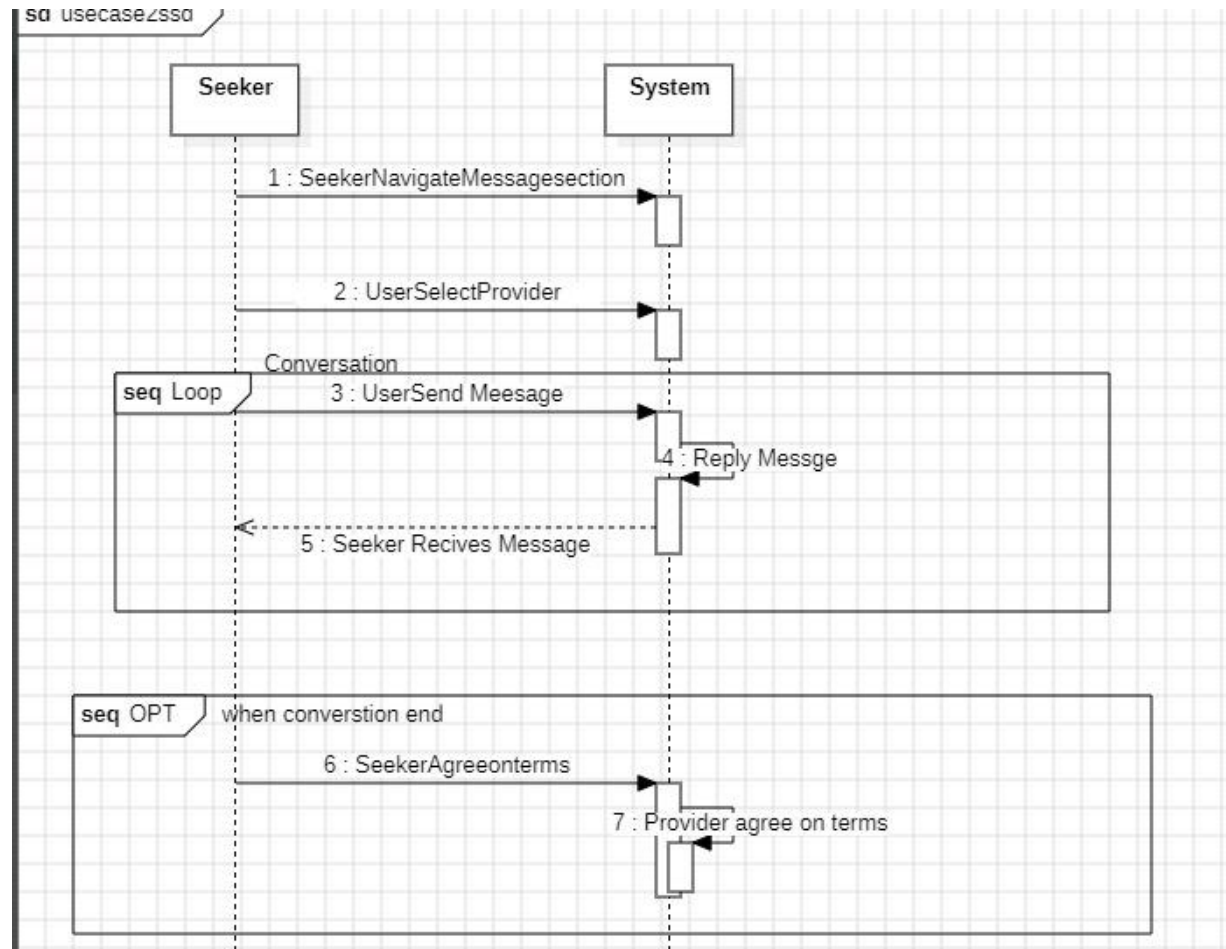 sd usecase2ssd
Seeker
System
1 : SeekerNavigateMessagesection
2 : UserSelectProvider
Conversation
seq Loop
3 : UserSend Meesage
4 : Reply Messge
5 : Seeker Recives Message
seq OPT
when converstion end
6 : SeekerAgreeonterms
7 : Provider agree on terms